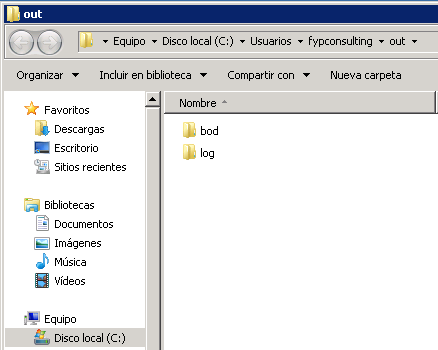 out
Equipo Disco local (C:) Usuarios fypconsulting out
Organizar Incluir en biblioteca Compartir con Nueva carpeta
Favoritos
Descargas
Escritorio
Sitios recientes
Bibliotecas
Documentos
Imágenes
Música
Vídeos
Equipo
Disco local (C:)
Nombre
bod
log